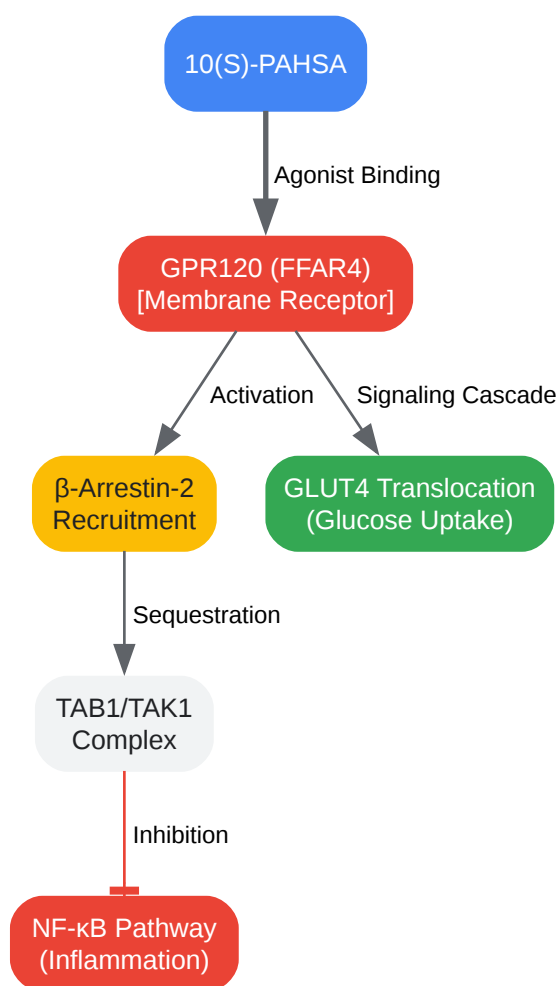 10(S)-PAHSA
Agonist Binding
GPR120 (FFAR4)
[Membrane Receptor]
Activation
Signaling Cascade
β-Arrestin-2
Recruitment
GLUT4 Translocation
(Glucose Uptake)
Sequestration
TAB1/TAK1
Complex
Inhibition
NF-κB Pathway
(Inflammation)